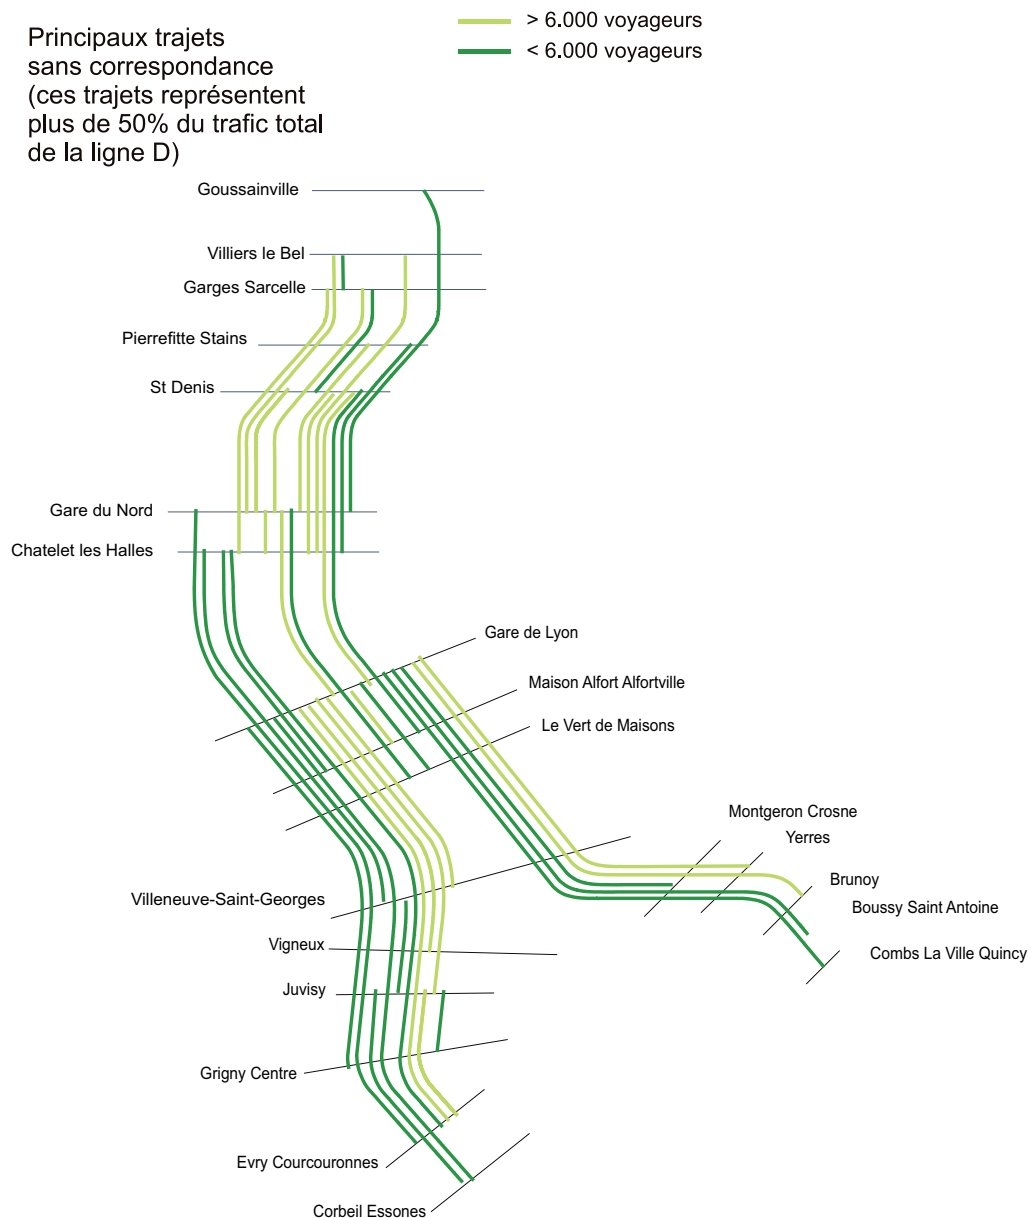 > 6.000 voyageurs
< 6.000 voyageurs
Principaux trajets
sans correspondance
(ces trajets représentent
plus de 50% du trafic total
de la ligne D)
Goussainville
Villiers le Bel
Garges Sarcelle
Pierrefitte Stains
St Denis
Gare du Nord
Chatelet les Halles
Gare de Lyon
Maison Alfort Alfortville
Le Vert de Maisons
Montgeron Crosne
Yerres
Brunoy
Boussy Saint Antoine
Combs La Ville Quincy
Villeneuve-Saint-Georges
Vigneux
Juvisy
Grigny Centre
Evry Courcouronnes
Corbeil Essones